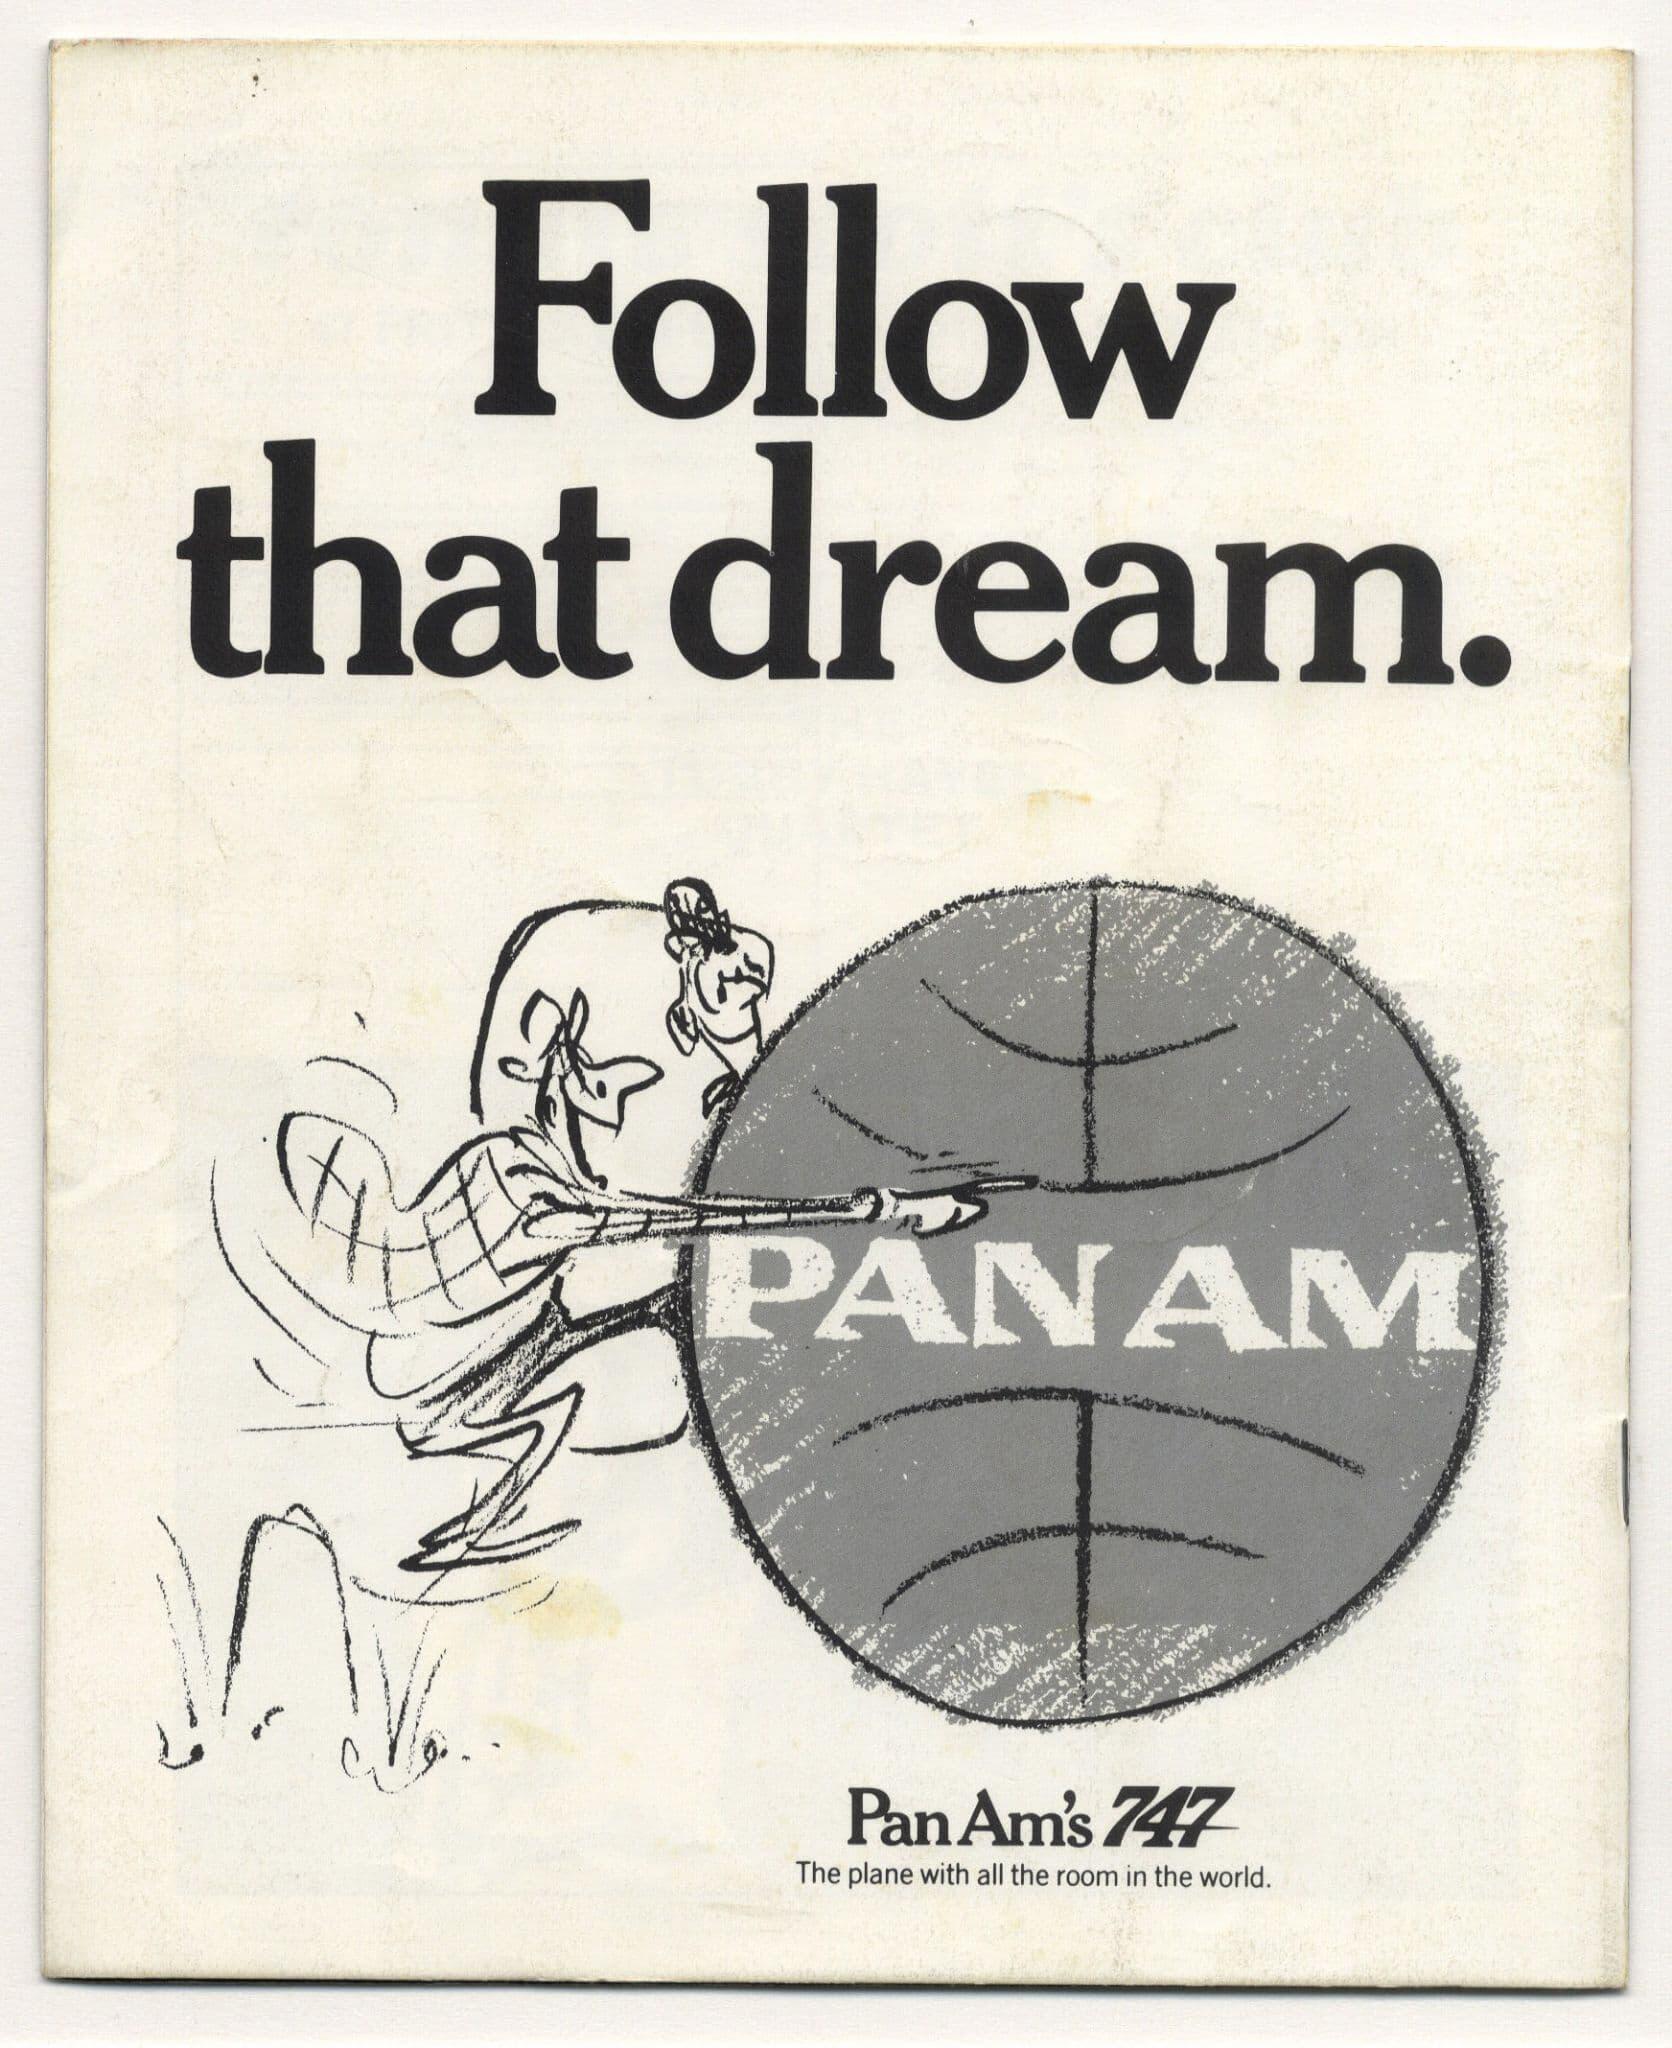 Follow
that dream.
PAN AM
Pan Am's 747
The plane with all the room in the world.